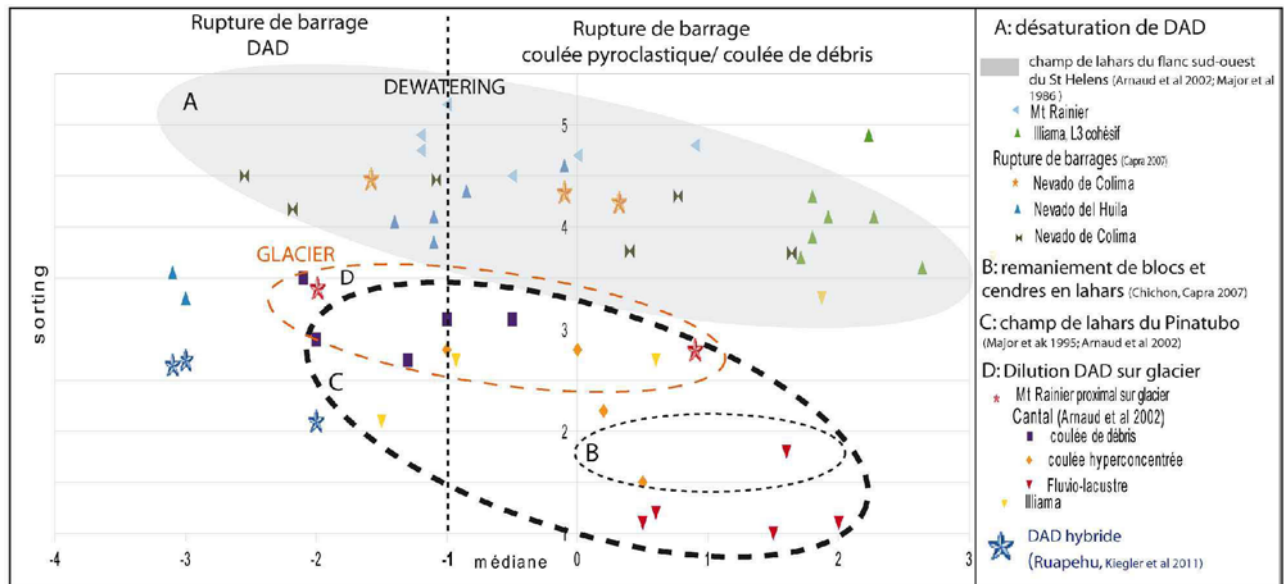 Rupture de barrage
DAD
Rupture de barrage
coulée pyroclastique/ coulée de débris
A
DEWATERING
5
4
GLACIER
D
3
C
2
B
1
sorting
-4
-3
-2
-1
médiane
0
1
2
3
A: désaturation de DAD
champ de lahars du flanc sud-ouest
du St Helens (Arnaud et al 2002; Major et al
1986 )
Mt Rainier
Illiama, L3 cohèsif
Rupture de barrages (Capra 2007)
Nevado de Colima
Nevado del Huila
Nevado de Colima
B: remaniement de blocs et
cendres en lahars (Chichon, Capra 2007)
C: champ de lahars du Pinatubo
(Major et ak 1995; Arnaud et al 2002)
D: Dilution DAD sur glacier
Mt Rainier proximal sur glacier
Cantal (Arnaud et al 2002)
coulée de débris
coulée hyperconcentrée
Fluvio-lacustre
Illiama
DAD hybride
(Ruapehu, Kiegler et al 2011)